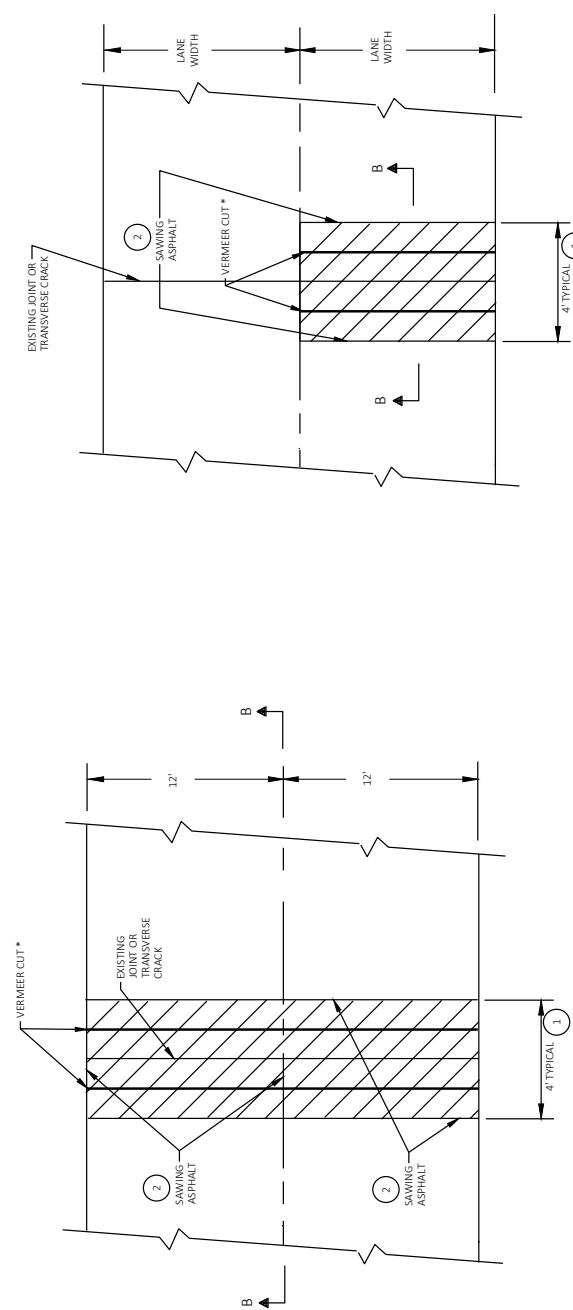 VERMEER CUT *
EXISTING
JOINT OR
TRANSVERSE
CRACK
2
SAWING
ASPHALT
2
SAWING
ASPHALT
B
B
12'
12'
4' TYPICAL
1
EXISTING JOINT OR
TRANSVERSE CRACK
2
SAWING
ASPHALT
VERMEER CUT *
B
B
LANE
WIDTH
LANE
WIDTH
4' TYPICAL
1